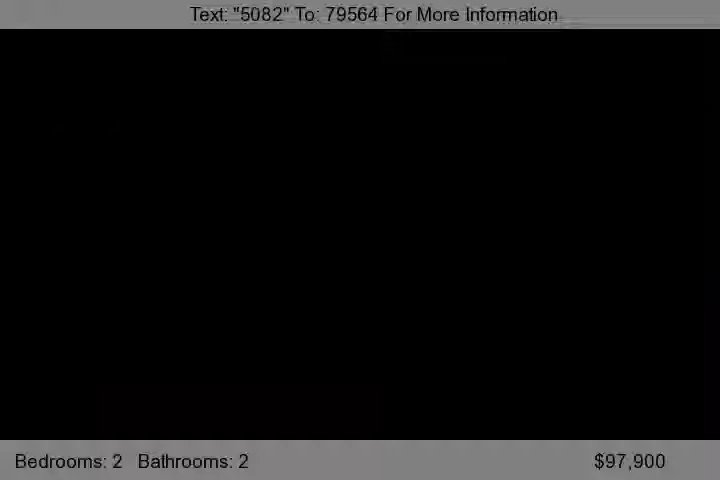 Text: "5082" To: 79564 For More Information
Bedrooms: 2 Bathrooms: 2 $97,900